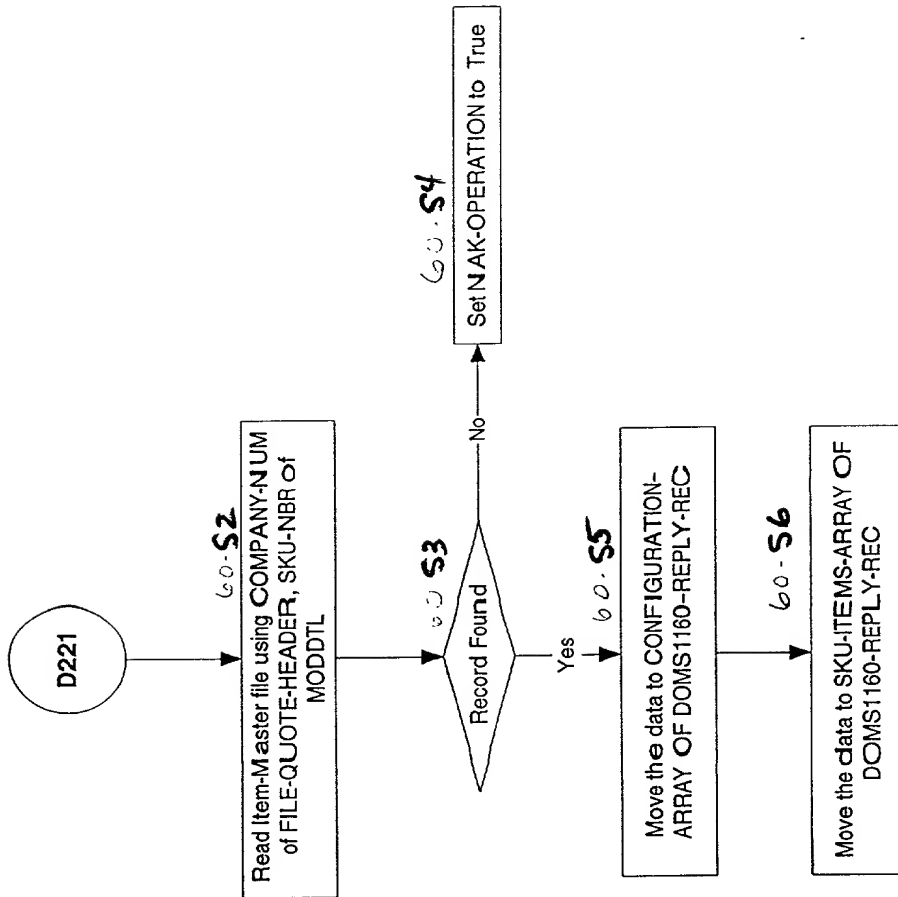 D221
60-S2
Read Item-Master file using COMPANY-NUM
of FILE-QUOTE-HEADER, SKU-NBR of
MODDTL
60 S3
Record Found
No
60-S4
Set NAK-OPERATION to True
Yes
60-S5
Move the data to CONFIGURATION-
ARRAY OF DOMS1160-REPLY-REC
60-S6
Move the data to SKU-ITEMS-ARRAY OF
DOMS1160-REPLY-REC